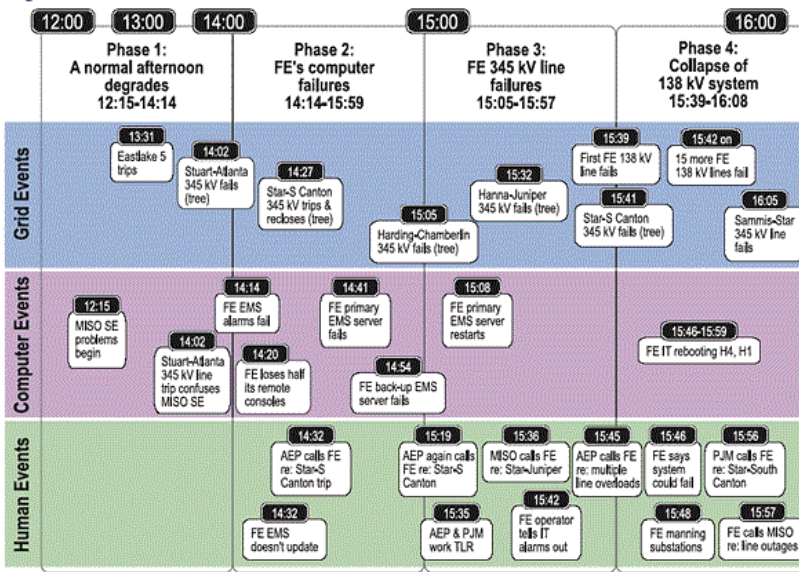 12:00
13:00
14:00
15:00
16:00
Phase 1:
A normal afternoon
degrades
12:15-14:14
Phase 2:
FE's computer
failures
14:14-15:59
Phase 3:
FE 345 kV line
failures
15:05-15:57
Phase 4:
Collapse of
138 kV system
15:39-16:08
Grid Events
13:31
Eastlake 5
trips
14:02
Stuart-Atlanta
345 kV fails
(tree)
14:27
Star-S Canton
345 kV trips &
recloses (tree)
15:05
Harding-Chamberlin
345 kV fails (tree)
15:32
Hanna-Juniper
345 kV fails (tree)
15:39
First FE 138 kV
line fails
15:41
Star-S Canton
345 kV fails (tree)
15:42 on
15 more FE
138 kV lines fail
16:05
Sammis-Star
345 kV line
fails
Computer Events
12:15
MISO SE
problems
begin
14:02
Stuart-Atlanta
345 kV line
trip confuses
MISO SE
14:14
FE EMS
alarms fail
14:20
FE loses half
its remote
consoles
14:41
FE primary
EMS server
fails
14:54
FE back-up EMS
server fails
15:08
FE primary
EMS server
restarts
15:46-15:59
FE IT rebooting H4, H1
Human Events
14:32
AEP calls FE
re: Star-S
Canton trip
14:32
FE EMS
doesn't update
15:19
AEP again calls
FE re: Star-S
Canton
15:35
AEP & PJM
work TLR
15:36
MISO calls FE
re: Star-Juniper
15:42
FE operator
tells IT
alarms out
15:45
AEP calls FE
re: multiple
line overloads
15:46
FE says
system
could fail
15:48
FE manning
substations
15:56
PJM calls FE
re: Star-South
Canton
15:57
FE calls MISO
re: line outages